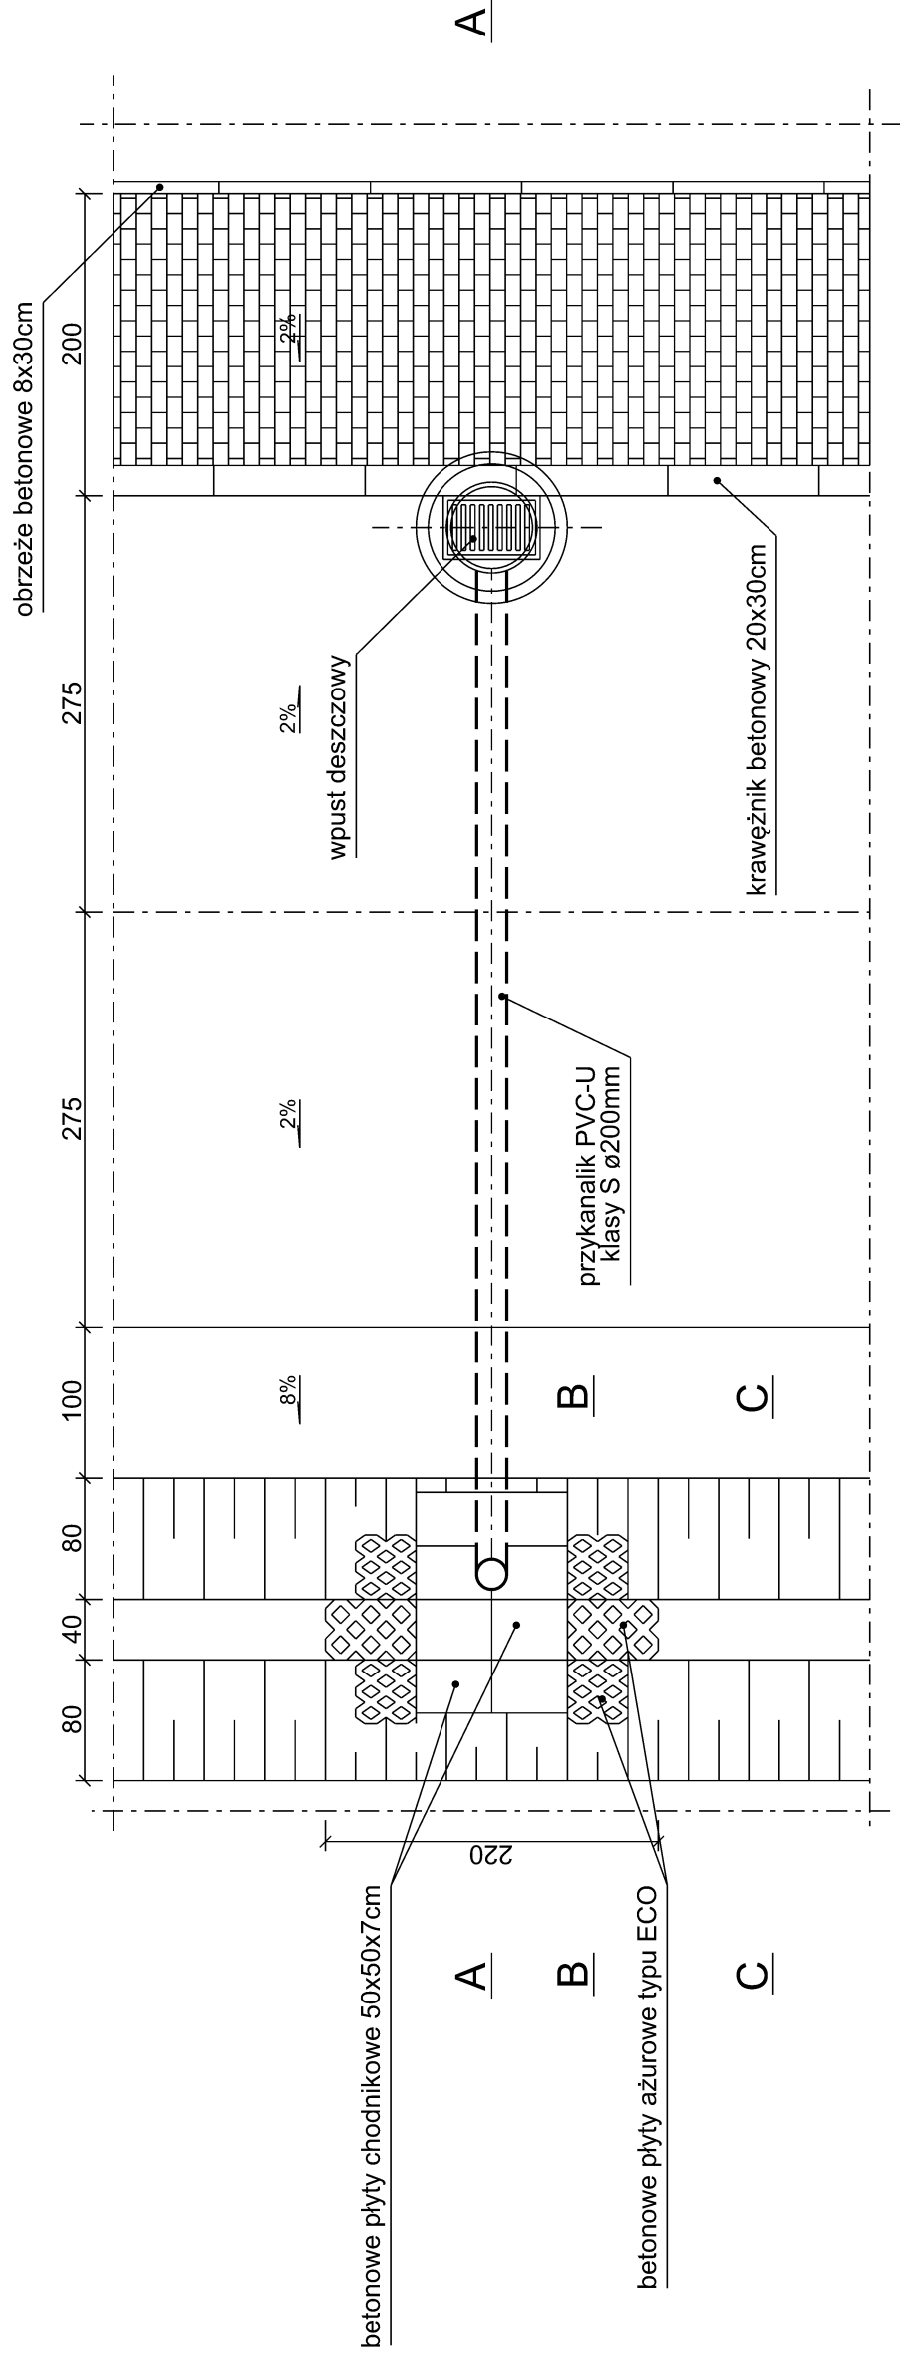 obrzeże betonowe 8x30cm
80
40
80
100
275
275
200
8%
2%
2%
2%
wpust deszczowy
betonowe płyty chodnikowe 50x50x7cm
220
A
A
przykanalik PVC-U
klasy S ø200mm
B
B
betonowe płyty ażurowe typu ECO
C
C
krawężnik betonowy 20x30cm